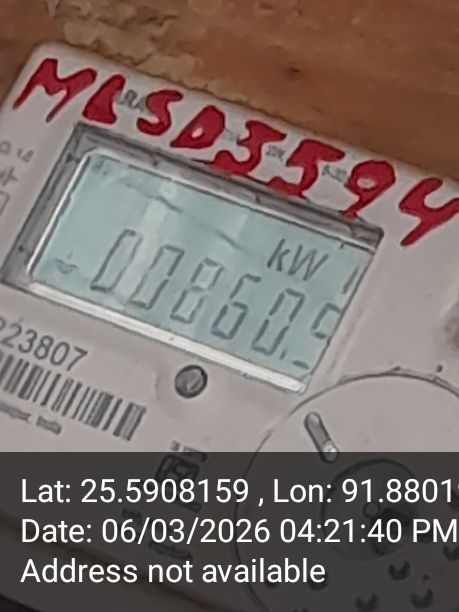 MLSD3594
kW
00860.5
023807
Lat: 25.5908159 , Lon: 91.8801
Date: 06/03/2026 04:21:40 PM
Address not available